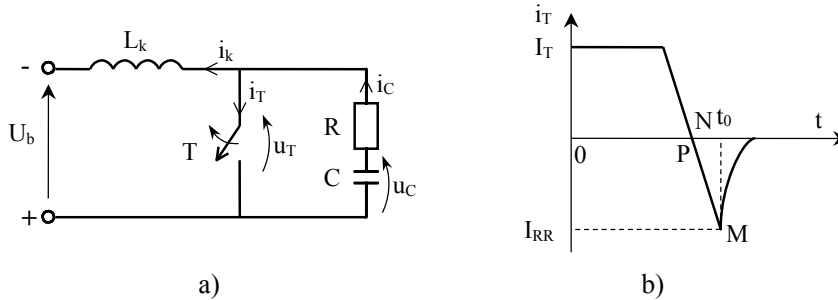 L_k i_k
- 
i_T i_C
U_b T u_T R
C u_C
+
a)
i_T
I_T
N t_0 t
0 P
I_RR M
b)